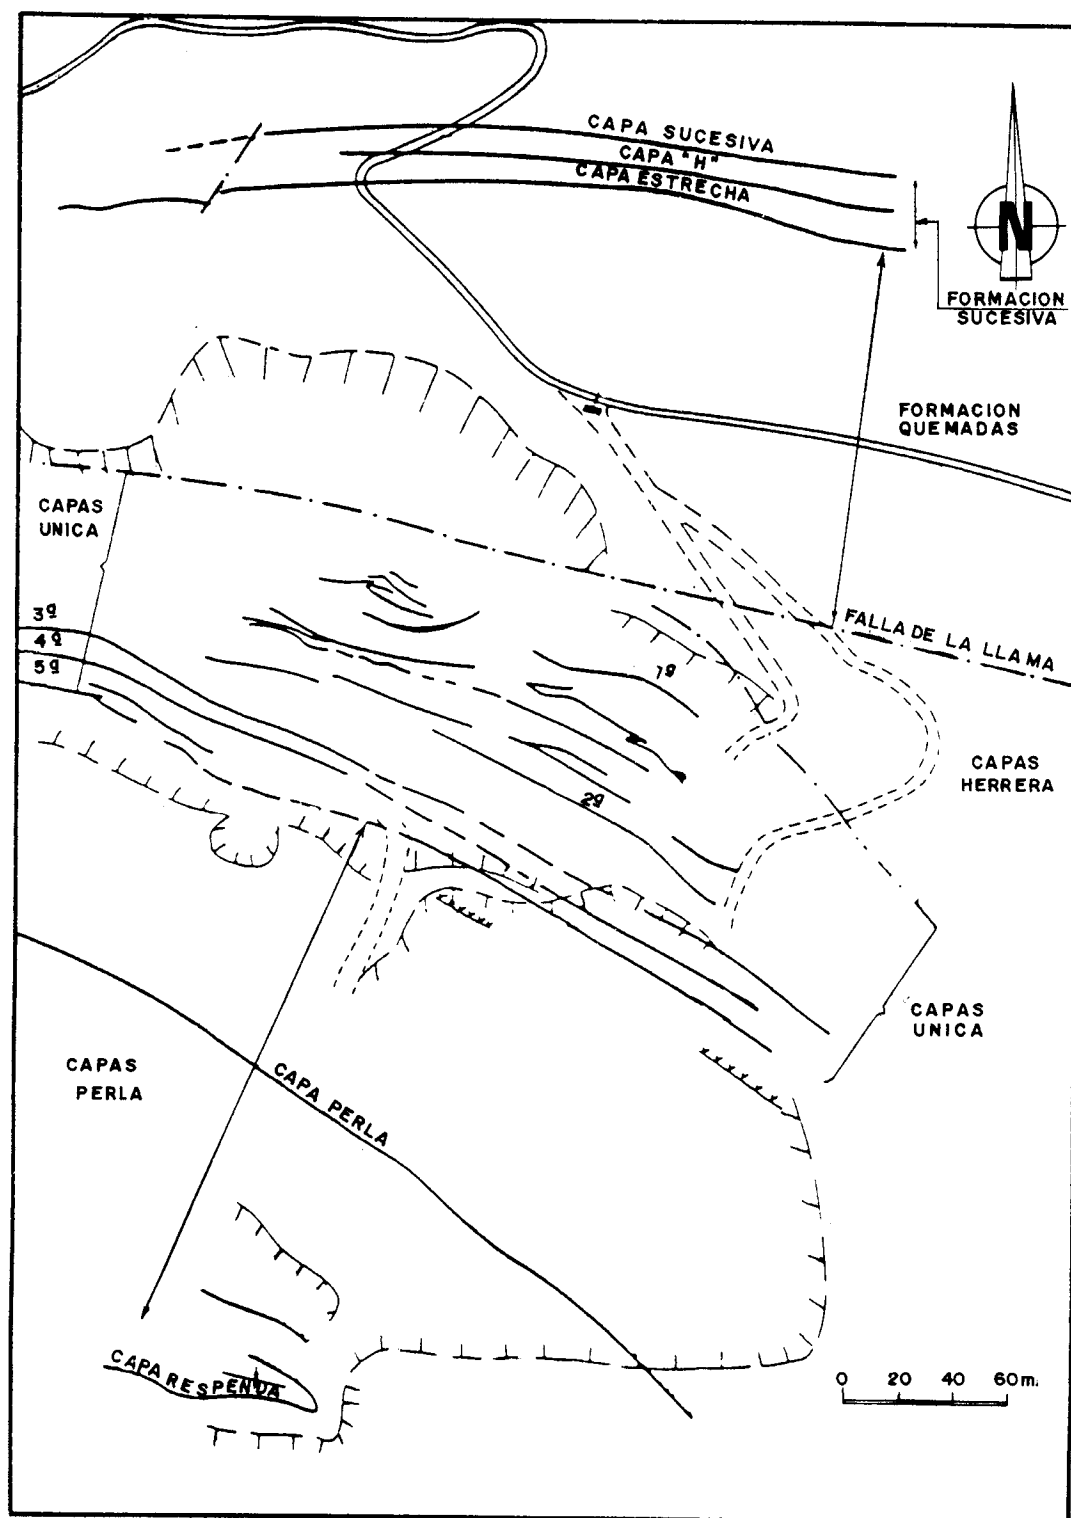 CAPA SUCESIVA
CAPA "H"
CAPA ESTRECHA
N
FORMACION
SUCESIVA
FORMACION
QUEMADAS
CAPAS
UNICA
3ª
4ª
5ª
FALLA DE LA LLAMA
1ª
CAPAS
HERRERA
2ª
CAPAS
UNICA
CAPAS
PERLA
CAPA PERLA
CAPA RESPENDA
0 20 40 60 m.